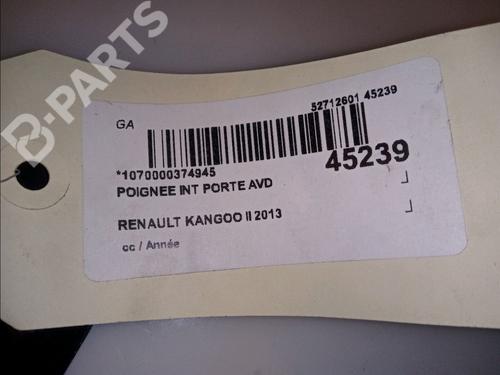 B-PARTS
GA
52712601 45239
*1070000374945
45239
POIGNEE INT PORTE AVD
RENAULT KANGOO II 2013
cc / Année